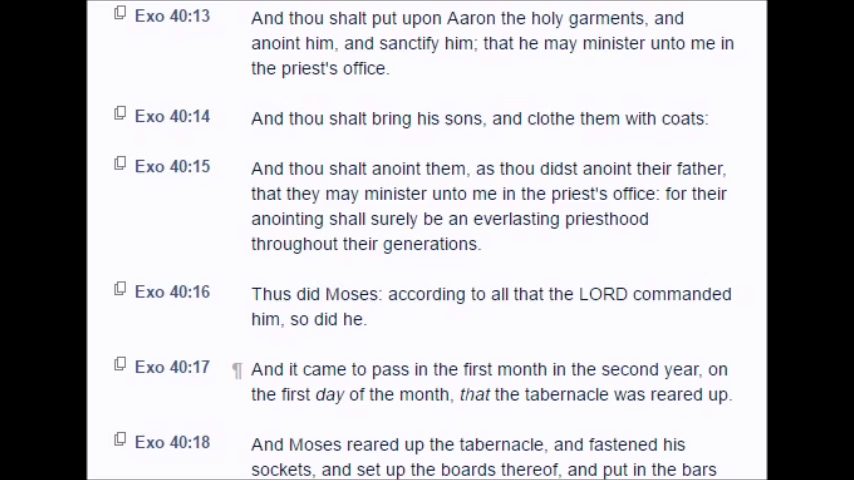 Exo 40:13 And thou shalt put upon Aaron the holy garments, and
anoint him, and sanctify him; that he may minister unto me in
the priest's office.
Exo 40:14 And thou shalt bring his sons, and clothe them with coats:
Exo 40:15 And thou shalt anoint them, as thou didst anoint their father,
that they may minister unto me in the priest's office: for their
anointing shall surely be an everlasting priesthood
throughout their generations.
Exo 40:16 Thus did Moses: according to all that the LORD commanded
him, so did he.
Exo 40:17 ¶ And it came to pass in the first month in the second year, on
the first day of the month, that the tabernacle was reared up.
Exo 40:18 And Moses reared up the tabernacle, and fastened his
sockets, and set up the boards thereof, and put in the bars